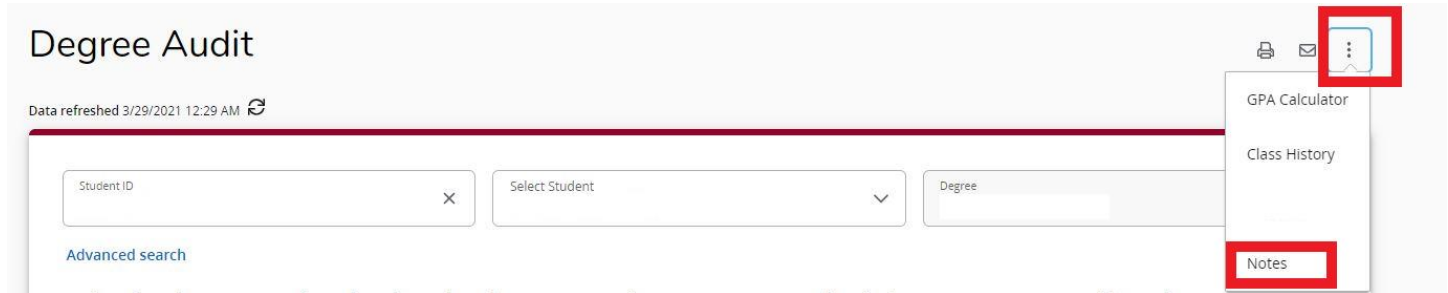 Degree Audit
Data refreshed 3/29/2021 12:29 AM
GPA Calculator
Class History
Notes
Student ID
Select Student
Degree
Advanced search